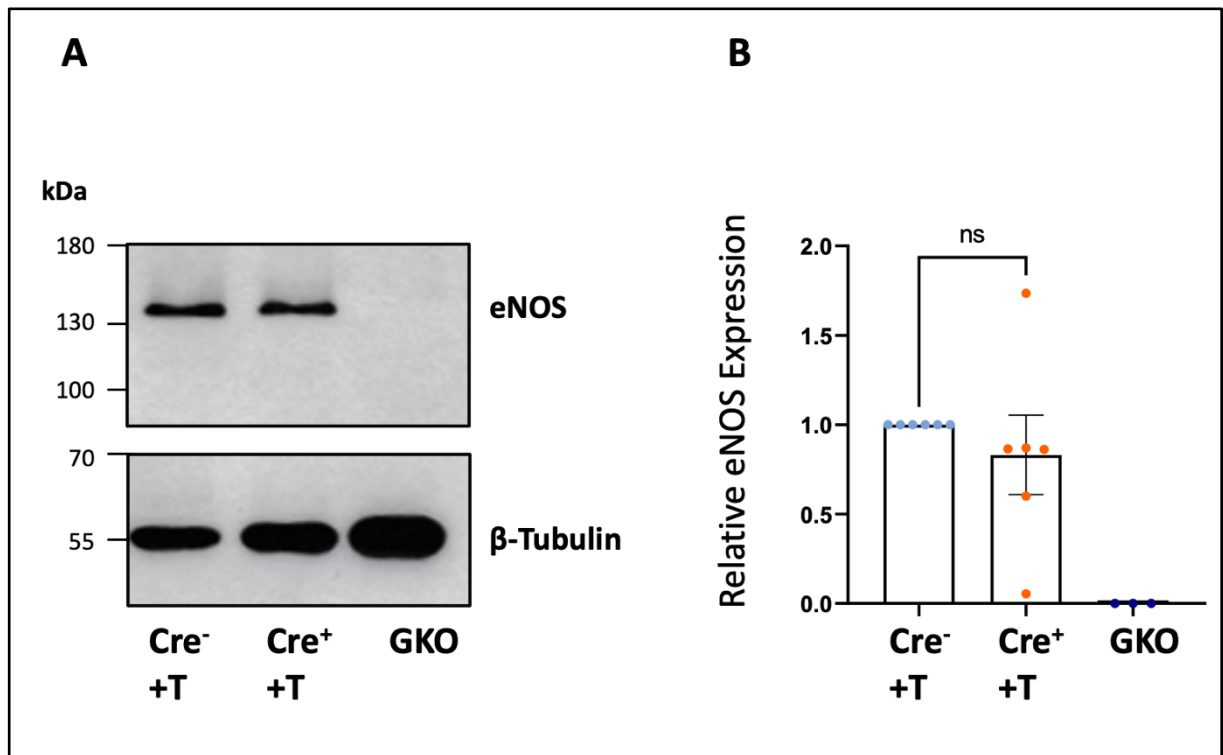 A
kDa
180
130
100
eNOS
70
55
β-Tubulin
Cre⁻ Cre⁺ GKO
+T +T
B
ns
Relative eNOS Expression
2.0
1.5
1.0
0.5
0.0
Cre⁻ Cre⁺ GKO
+T +T